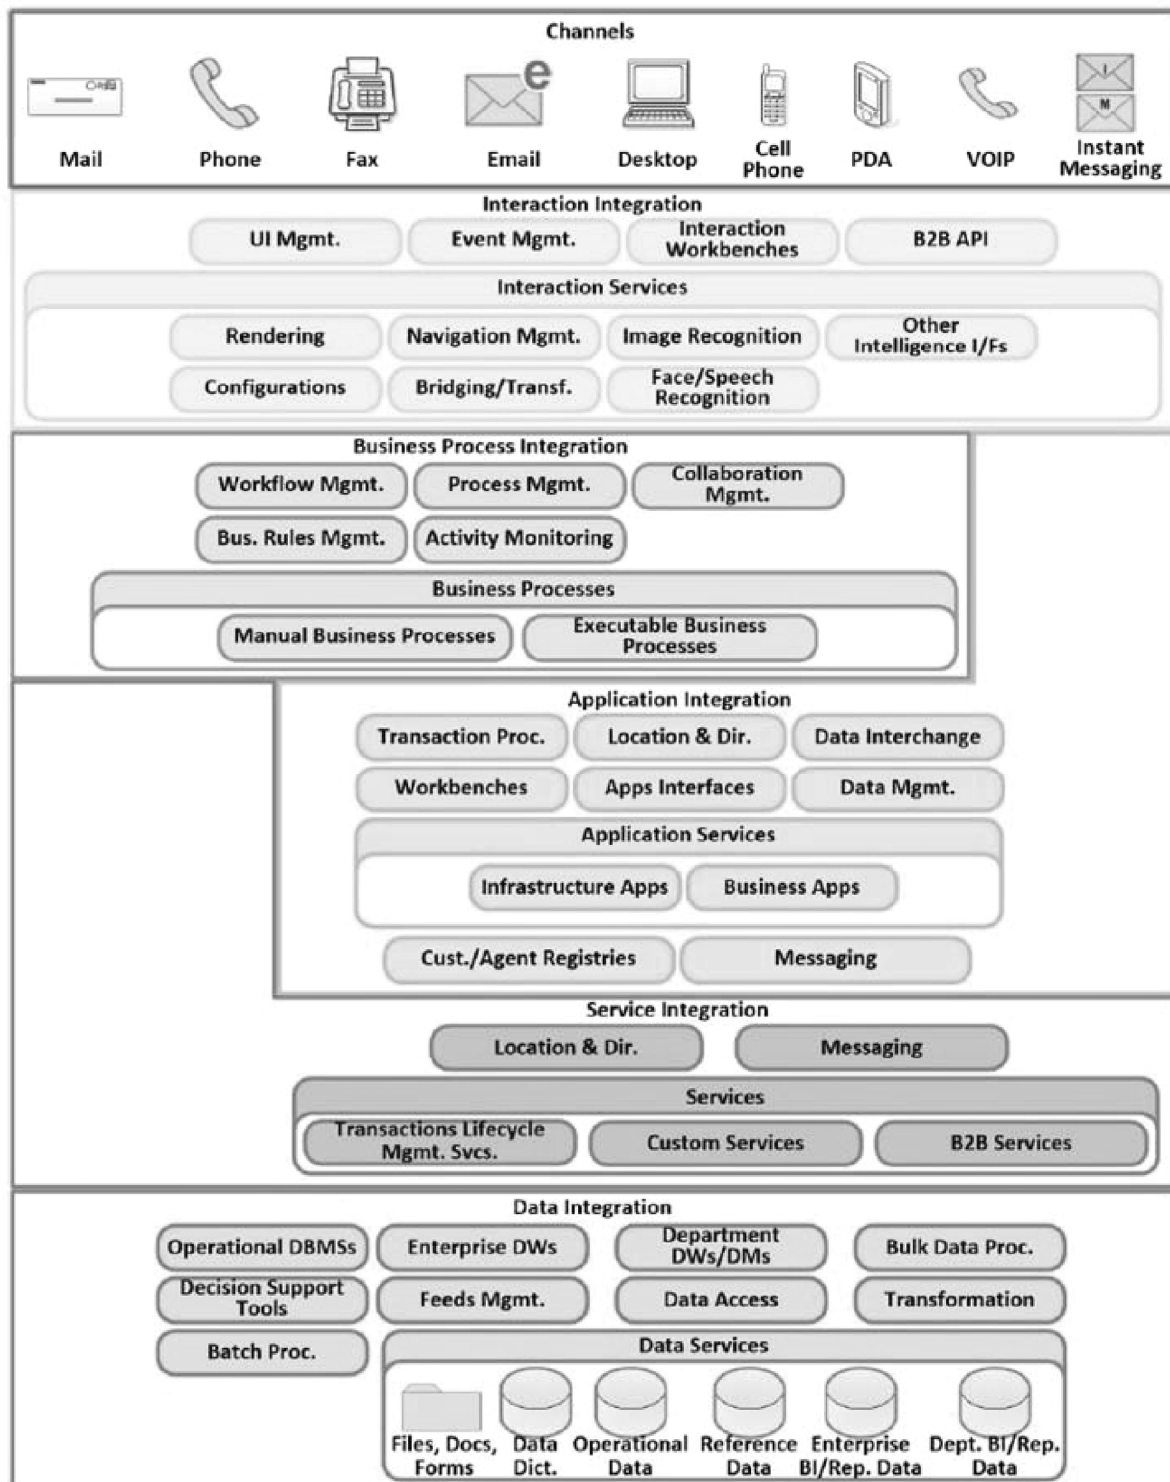 Channels
e
I
M
Mail
Phone
Fax
Email
Desktop
Cell
Phone
PDA
VOIP
Instant
Messaging
Interaction Integration
UI Mgmt.
Event Mgmt.
Interaction
Workbenches
B2B API
Interaction Services
Rendering
Navigation Mgmt.
Image Recognition
Other
Intelligence I/Fs
Configurations
Bridging/Transf.
Face/Speech
Recognition
Business Process Integration
Workflow Mgmt.
Process Mgmt.
Collaboration
Mgmt.
Bus. Rules Mgmt.
Activity Monitoring
Business Processes
Manual Business Processes
Executable Business
Processes
Application Integration
Transaction Proc.
Location & Dir.
Data Interchange
Workbenches
Apps Interfaces
Data Mgmt.
Application Services
Infrastructure Apps
Business Apps
Cust./Agent Registries
Messaging
Service Integration
Location & Dir.
Messaging
Services
Transactions Lifecycle
Mgmt. Svcs.
Custom Services
B2B Services
Data Integration
Operational DBMSs
Enterprise DWs
Department
DWs/DMs
Bulk Data Proc.
Decision Support
Tools
Feeds Mgmt.
Data Access
Transformation
Batch Proc.
Data Services
Files, Docs,
Forms
Data
Dict.
Operational
Data
Reference
Data
Enterprise
BI/Rep. Data
Dept. BI/Rep.
Data